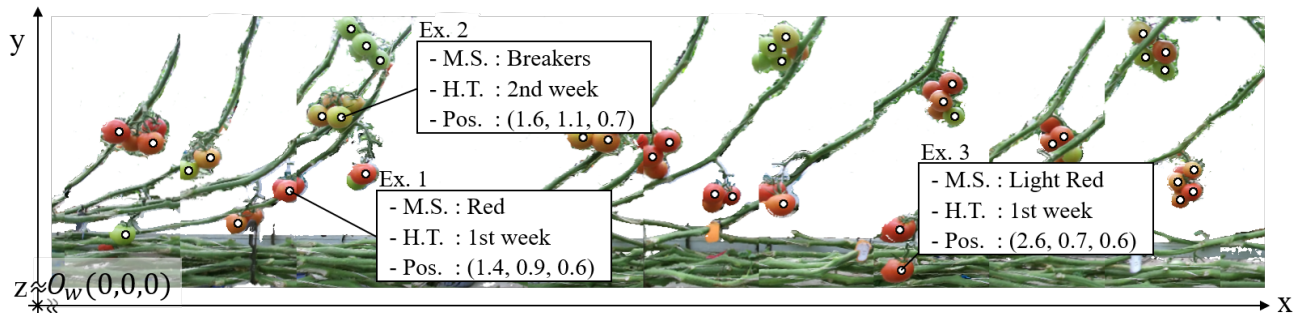 y
Ex. 2
- M.S. : Breakers
- H.T. : 2nd week
- Pos. : (1.6, 1.1, 0.7)
Ex. 1
- M.S. : Red
- H.T. : 1st week
- Pos. : (1.4, 0.9, 0.6)
Ex. 3
- M.S. : Light Red
- H.T. : 1st week
- Pos. : (2.6, 0.7, 0.6)
z≈O_w(0,0,0)
x